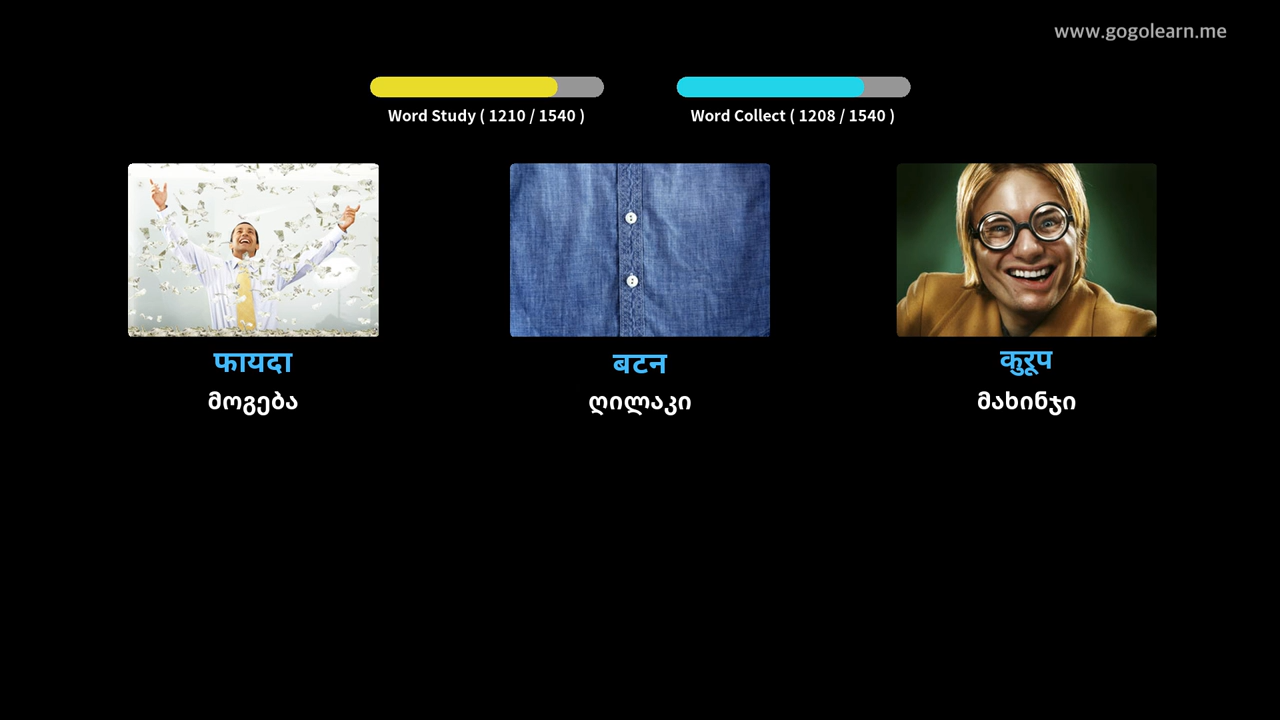 www.gogolearn.me
Word Study ( 1210 / 1540 )
Word Collect ( 1208 / 1540 )
फायदा
बटन
कुरूप
მოგება
ღილაკი
მახინჯი